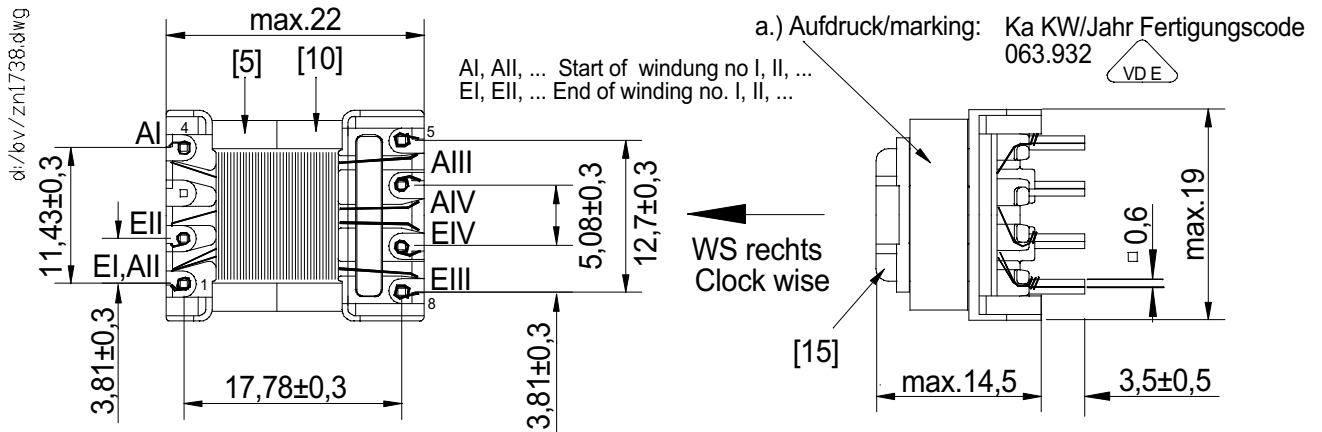 d:/bv/zn1738.dwg
max.22
[5] [10]
AI, AII, ... Start of windung no I, II, ...
EI, EII, ... End of winding no. I, II, ...
a.) Aufdruck/marking: Ka KW/Jahr Fertigungscode
063.932
VDE
AI
4
5
AIII
AIV
EII
EIV
EI,AII
1
EIII
8
11,43±0,3
3,81±0,3
17,78±0,3
5,08±0,3
12,7±0,3
3,81±0,3
WS rechts
Clock wise
[15]
max.14,5
3,5±0,5
□ 0,6
max.19